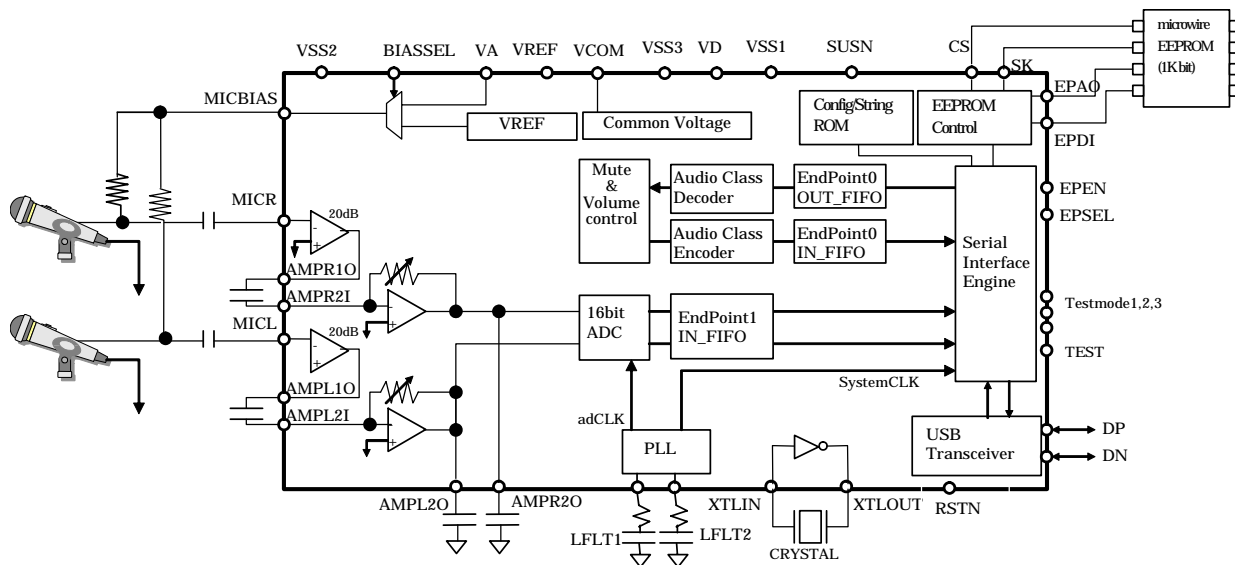 microwire
EEPROM
(1K bit)
VSS2
BIASSEL
VA
VREF
VCOM
VSS3
VD
VSS1
SUSN
CS
SK
EPAO
EPDI
MICBIAS
VREF
Common Voltage
Config/String
ROM
EEPROM
Control
Mute
&
Volume
control
Audio Class
Decoder
EndPoint0
OUT_FIFO
Audio Class
Encoder
EndPoint0
IN_FIFO
Serial
Interface
Engine
EPEN
EPSEL
MICR
20dB
-
+
AMPR1O
AMPR2I
-
+
MICL
20dB
-
+
16bit
ADC
EndPoint1
IN_FIFO
Testmode1,2,3
TEST
AMPL1O
AMPL2I
-
+
SystemCLK
adCLK
PLL
USB
Transceiver
DP
DN
AMPL2O
AMPR2O
LFLT1
LFLT2
XTLIN
XTLOUT
CRYSTAL
RSTN